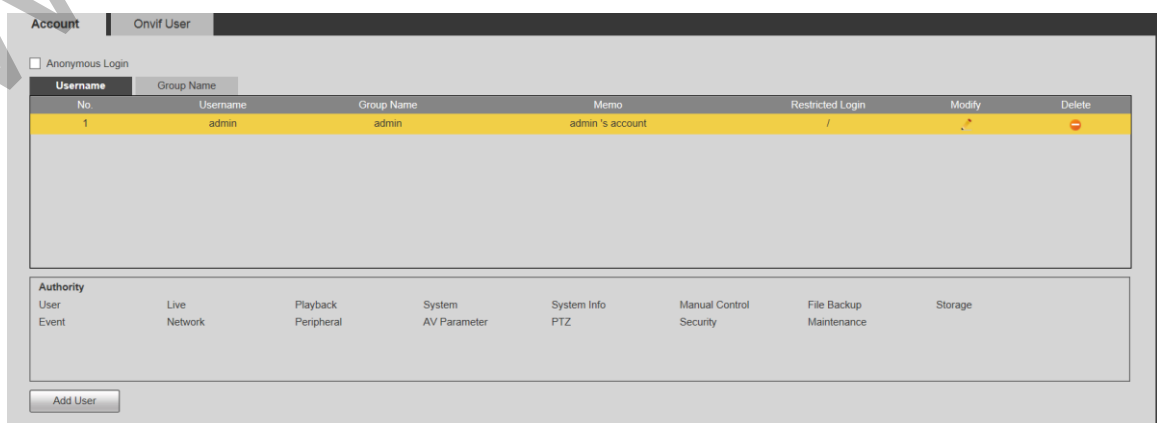 Account Onvif User
Anonymous Login
Username Group Name
No. Username Group Name Memo Restricted Login Modify Delete
1 admin admin admin 's account /
Authority
User Live Playback System System Info Manual Control File Backup Storage
Event Network Peripheral AV Parameter PTZ Security Maintenance
Add User